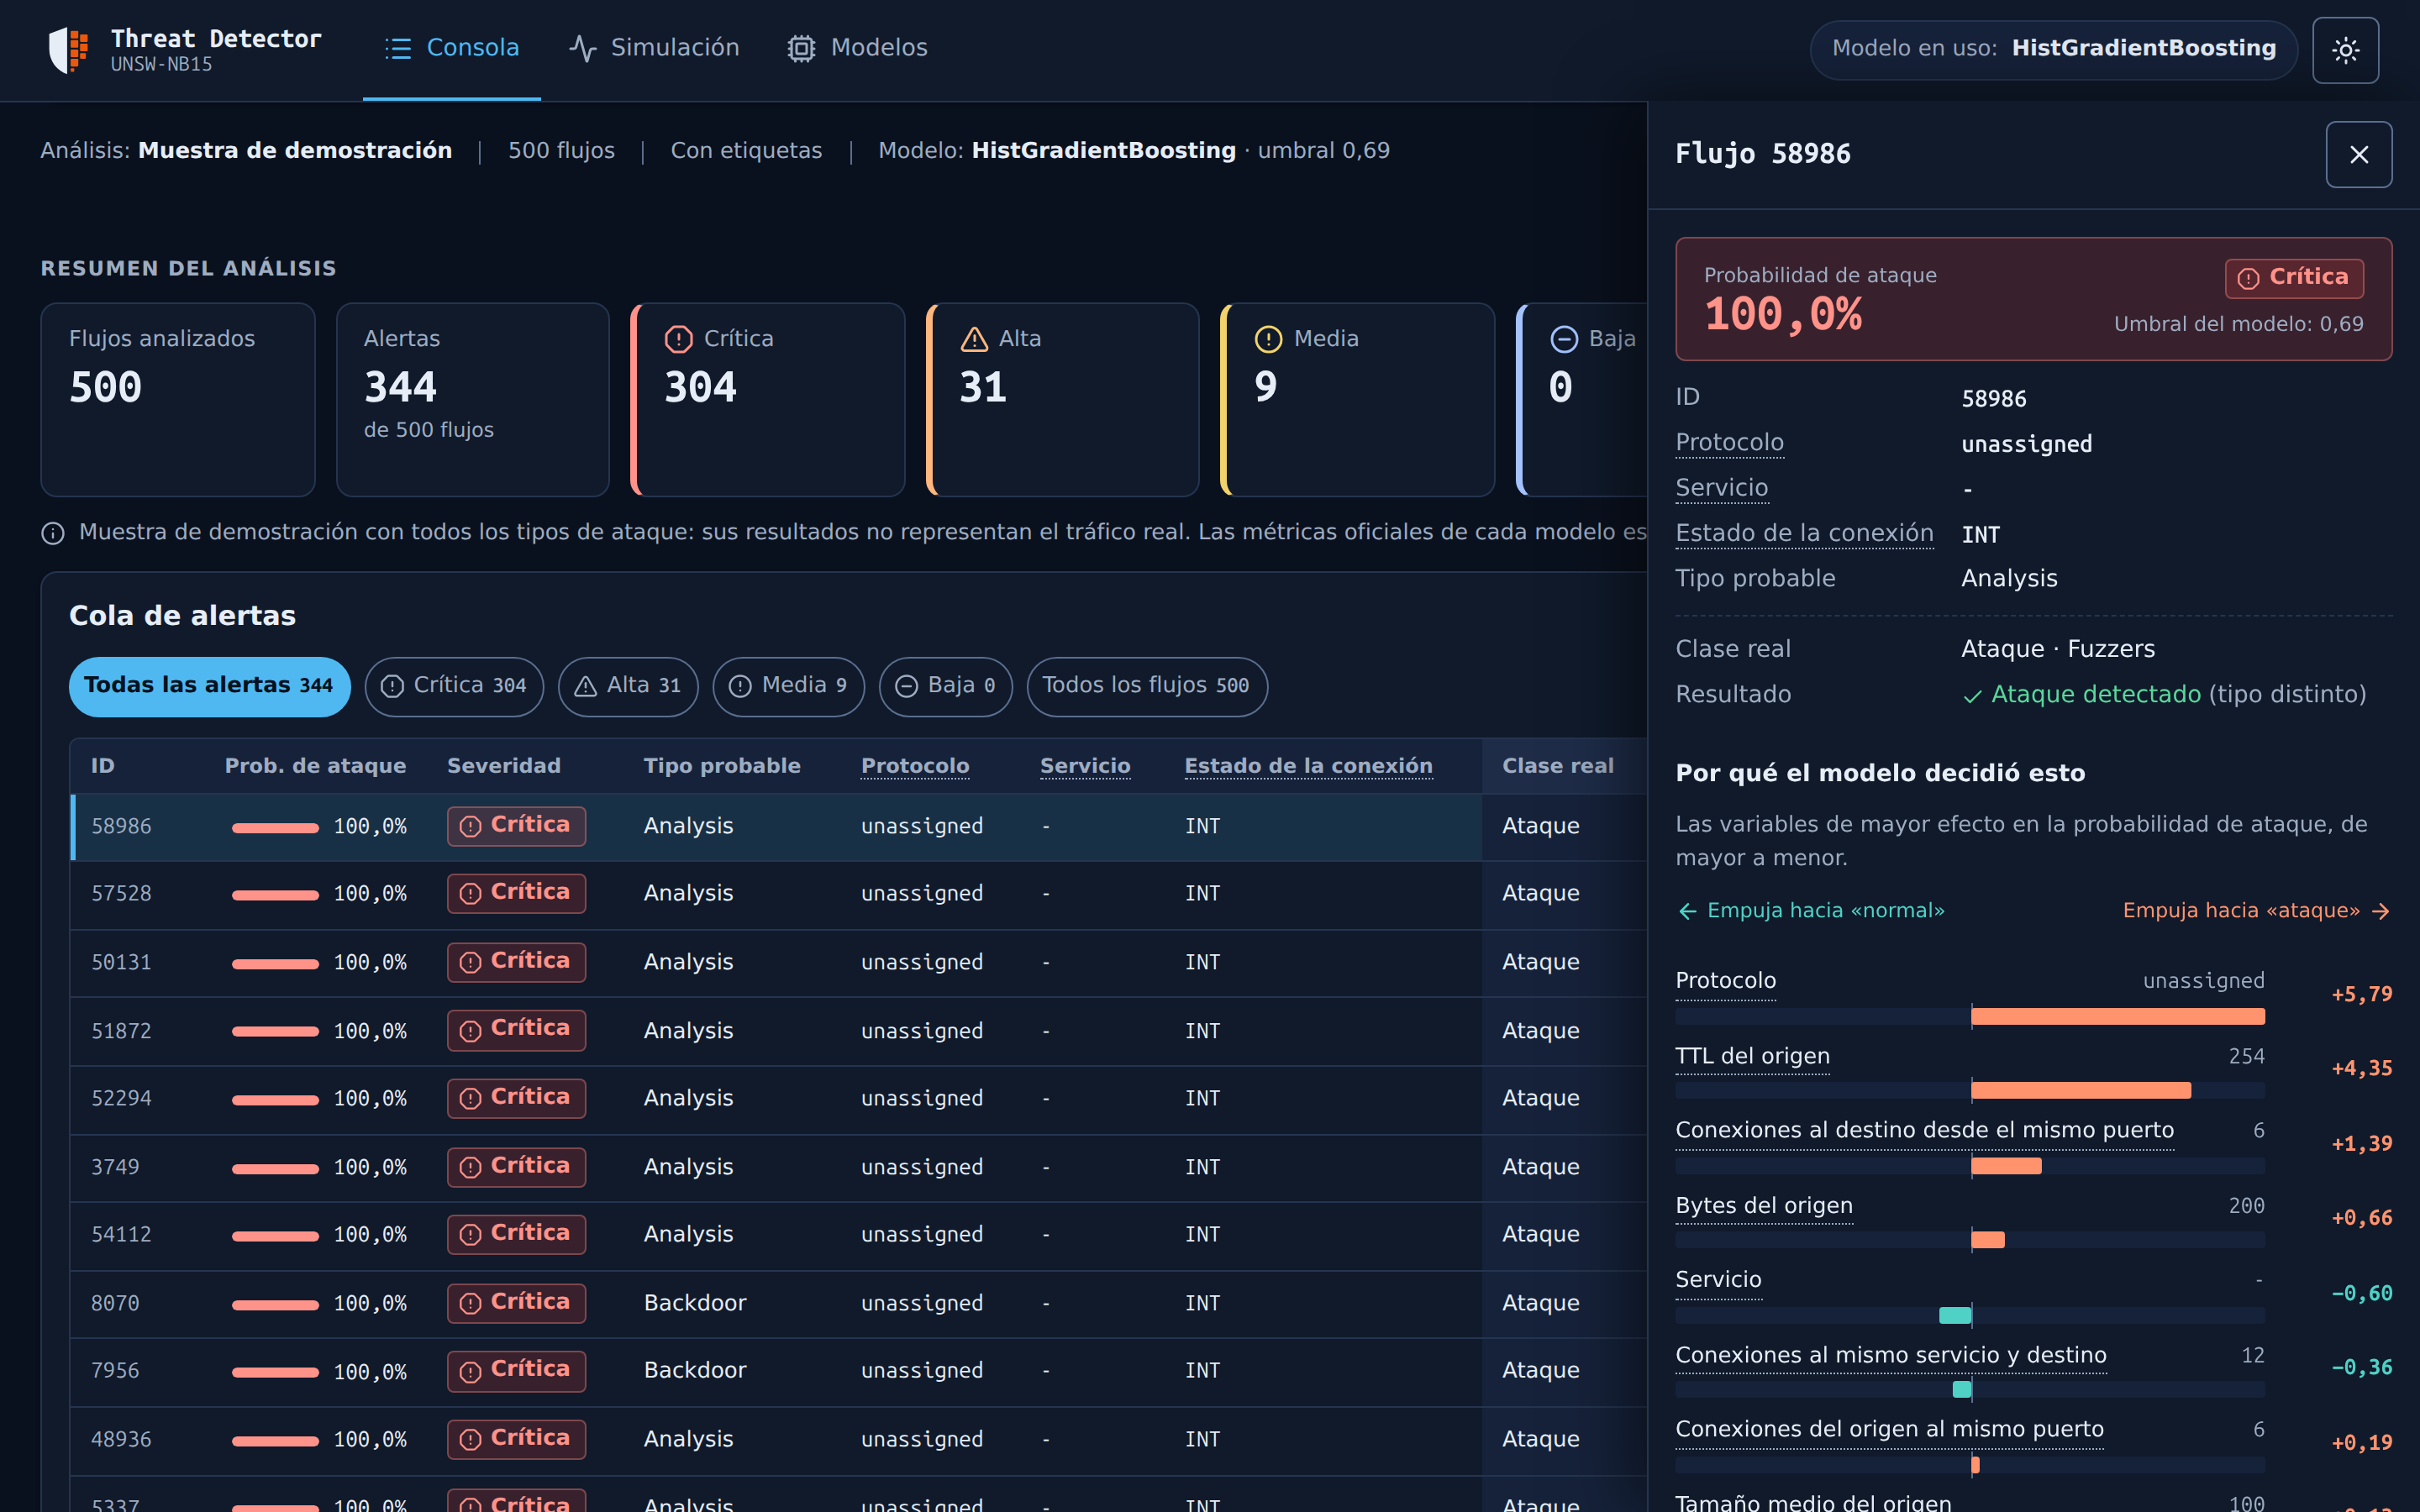 Threat Detector
UNSW-NB15
Consola
Simulación
Modelos
Modelo en uso: HistGradientBoosting
Análisis: Muestra de demostración | 500 flujos | Con etiquetas | Modelo: HistGradientBoosting · umbral 0,69
RESUMEN DEL ANÁLISIS
Flujos analizados
500
Alertas
344
de 500 flujos
Crítica
304
Alta
31
Media
9
Baja
0
Muestra de demostración con todos los tipos de ataque: sus resultados no representan el tráfico real. Las métricas oficiales de cada modelo es
Cola de alertas
Todas las alertas 344
Crítica 304
Alta 31
Media 9
Baja 0
Todos los flujos 500
ID Prob. de ataque Severidad Tipo probable Protocolo Servicio Estado de la conexión Clase real
58986 100,0% Crítica Analysis unassigned - INT Ataque
57528 100,0% Crítica Analysis unassigned - INT Ataque
50131 100,0% Crítica Analysis unassigned - INT Ataque
51872 100,0% Crítica Analysis unassigned - INT Ataque
52294 100,0% Crítica Analysis unassigned - INT Ataque
3749 100,0% Crítica Analysis unassigned - INT Ataque
54112 100,0% Crítica Analysis unassigned - INT Ataque
8070 100,0% Crítica Backdoor unassigned - INT Ataque
7956 100,0% Crítica Backdoor unassigned - INT Ataque
48936 100,0% Crítica Analysis unassigned - INT Ataque
5337 100,0% Crítica Analysis unassigned - INT Ataque
Flujo 58986
Probabilidad de ataque
100,0%
Crítica
Umbral del modelo: 0,69
ID 58986
Protocolo unassigned
Servicio -
Estado de la conexión INT
Tipo probable Analysis
Clase real Ataque · Fuzzers
Resultado Ataque detectado (tipo distinto)
Por qué el modelo decidió esto
Las variables de mayor efecto en la probabilidad de ataque, de
mayor a menor.
← Empuja hacia «normal» Empuja hacia «ataque» →
Protocolo unassigned +5,79
TTL del origen 254 +4,35
Conexiones al destino desde el mismo puerto 6 +1,39
Bytes del origen 200 +0,66
Servicio - −0,60
Conexiones al mismo servicio y destino 12 −0,36
Conexiones del origen al mismo puerto 6 +0,19
Tamaño medio del origen 100